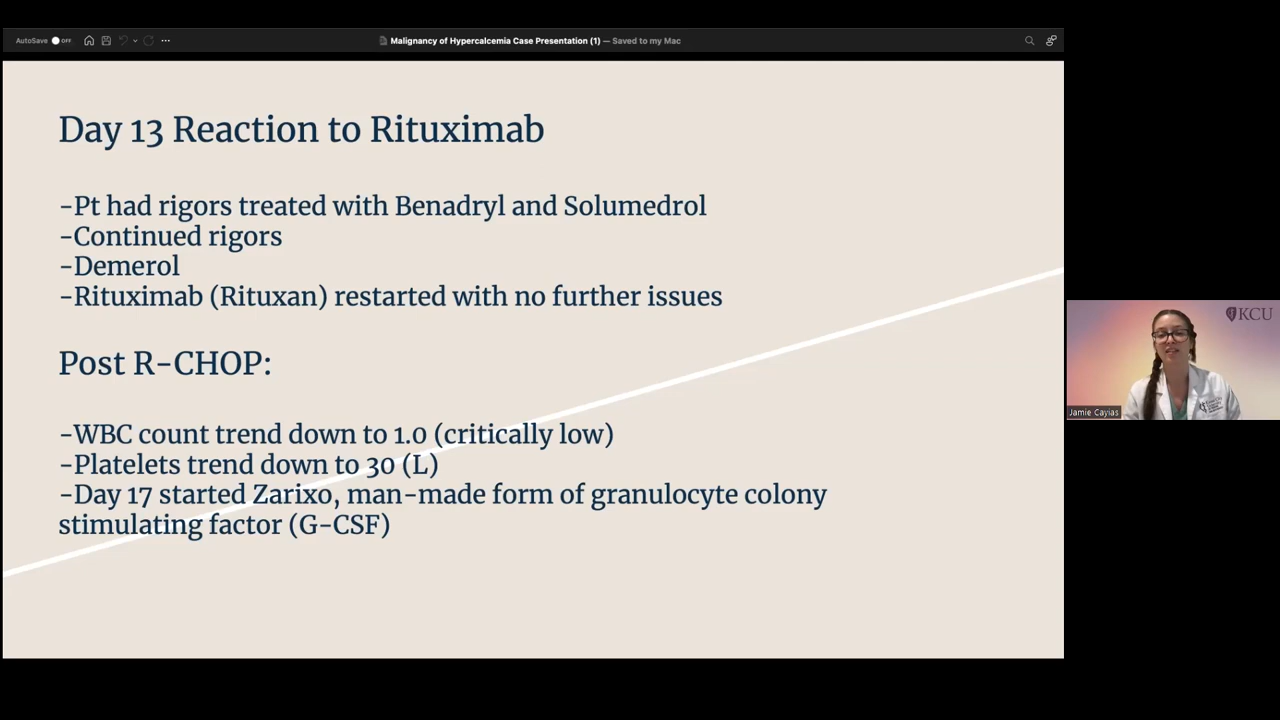 AutoSave OFF
Malignancy of Hypercalcemia Case Presentation (1) — Saved to my Mac
Day 13 Reaction to Rituximab
-Pt had rigors treated with Benadryl and Solumedrol
-Continued rigors
-Demerol
-Rituximab (Rituxan) restarted with no further issues
Post R-CHOP:
-WBC count trend down to 1.0 (critically low)
-Platelets trend down to 30 (L)
-Day 17 started Zarixo, man-made form of granulocyte colony
stimulating factor (G-CSF)
KCU
Jamie Cayias